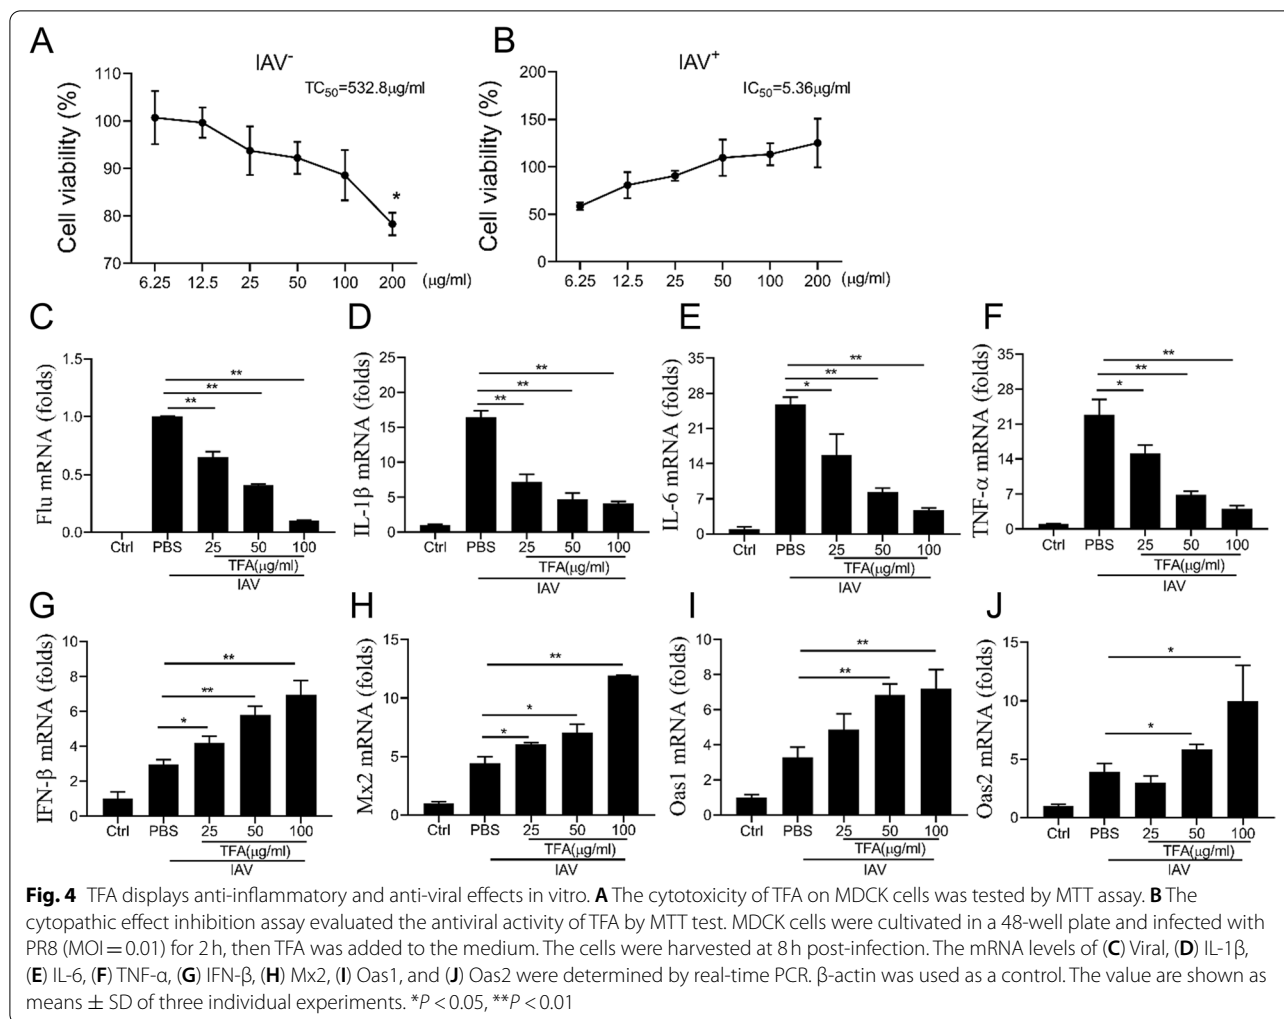 A
IAV-
TC50=532.8μg/ml
Cell viability (%)
110
100
90
80
70
*
6.25 12.5 25 50 100 200 (μg/ml)
B
IAV+
IC50=5.36μg/ml
Cell viability (%)
200
150
100
50
0
6.25 12.5 25 50 100 200 (μg/ml)
C
Flu mRNA (folds)
1.5
1.0
0.5
0.0
**
**
**
Ctrl PBS 25 50 100
TFA(μg/ml)
IAV
D
IL-1β mRNA (folds)
25
20
15
10
5
0
**
**
**
Ctrl PBS 25 50 100
TFA(μg/ml)
IAV
E
IL-6 mRNA (folds)
35
28
21
14
7
0
**
**
*
Ctrl PBS 25 50 100
TFA(μg/ml)
IAV
F
TNF-α mRNA (folds)
35
28
21
14
7
0
**
**
*
Ctrl PBS 25 50 100
TFA(μg/ml)
IAV
G
IFN-β mRNA (folds)
10
8
6
4
2
0
**
**
*
Ctrl PBS 25 50 100
TFA(μg/ml)
IAV
H
Mx2 mRNA (folds)
15
10
5
0
**
*
*
Ctrl PBS 25 50 100
TFA(μg/ml)
IAV
I
Oas1 mRNA (folds)
10
8
6
4
2
0
**
**
Ctrl PBS 25 50 100
TFA(μg/ml)
IAV
J
Oas2 mRNA (folds)
15
10
5
0
*
*
Ctrl PBS 25 50 100
TFA(μg/ml)
IAV
Fig. 4 TFA displays anti-inflammatory and anti-viral effects in vitro. A The cytotoxicity of TFA on MDCK cells was tested by MTT assay. B The
cytopathic effect inhibition assay evaluated the antiviral activity of TFA by MTT test. MDCK cells were cultivated in a 48-well plate and infected with
PR8 (MOI = 0.01) for 2 h, then TFA was added to the medium. The cells were harvested at 8 h post-infection. The mRNA levels of (C) Viral, (D) IL-1β,
(E) IL-6, (F) TNF-α, (G) IFN-β, (H) Mx2, (I) Oas1, and (J) Oas2 were determined by real-time PCR. β-actin was used as a control. The value are shown as
means ± SD of three individual experiments. *P < 0.05, **P < 0.01